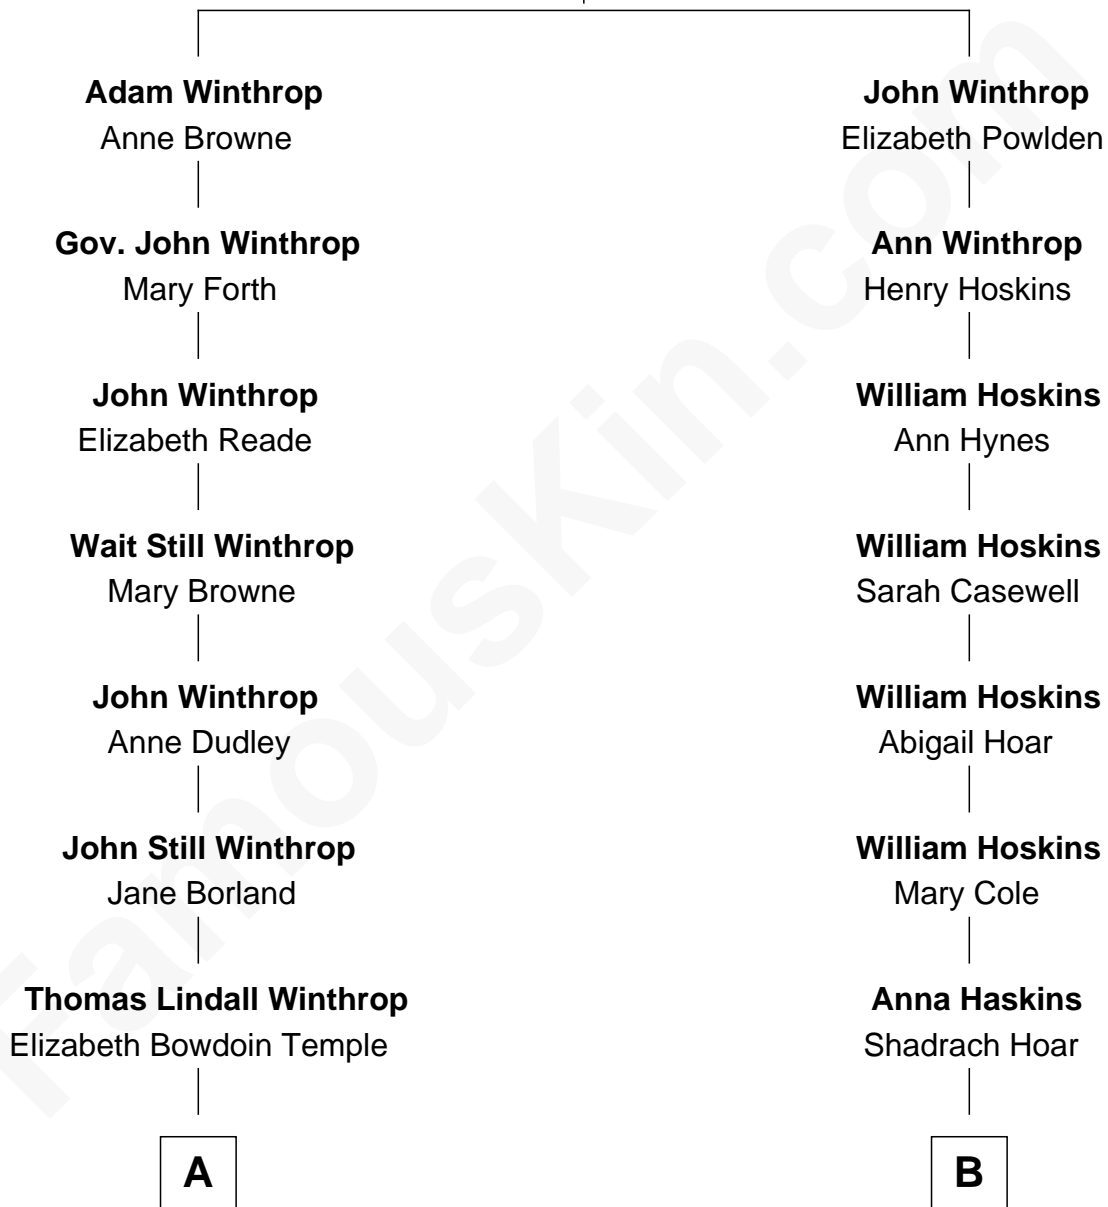 Adam Winthrop
Anne Browne
Gov. John Winthrop
Mary Forth
John Winthrop
Elizabeth Reade
Wait Still Winthrop
Mary Browne
John Winthrop
Anne Dudley
John Still Winthrop
Jane Borland
Thomas Lindall Winthrop
Elizabeth Bowdoin Temple
A
John Winthrop
Elizabeth Powlden
Ann Winthrop
Henry Hoskins
William Hoskins
Ann Hynes
William Hoskins
Sarah Casewell
William Hoskins
Abigail Hoar
William Hoskins
Mary Cole
Anna Haskins
Shadrach Hoar
B
FamousKin.com